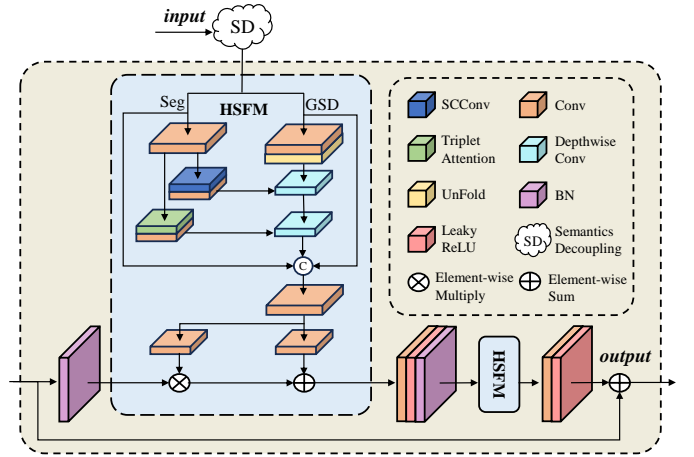 input
SD
Seg
HSFM
GSD
C
SCConv
Conv
Triplet
Attention
Depthwise
Conv
UnFold
BN
Leaky
ReLU
SD
Semantics
Decoupling
Element-wise
Multiply
Element-wise
Sum
HSFM
output